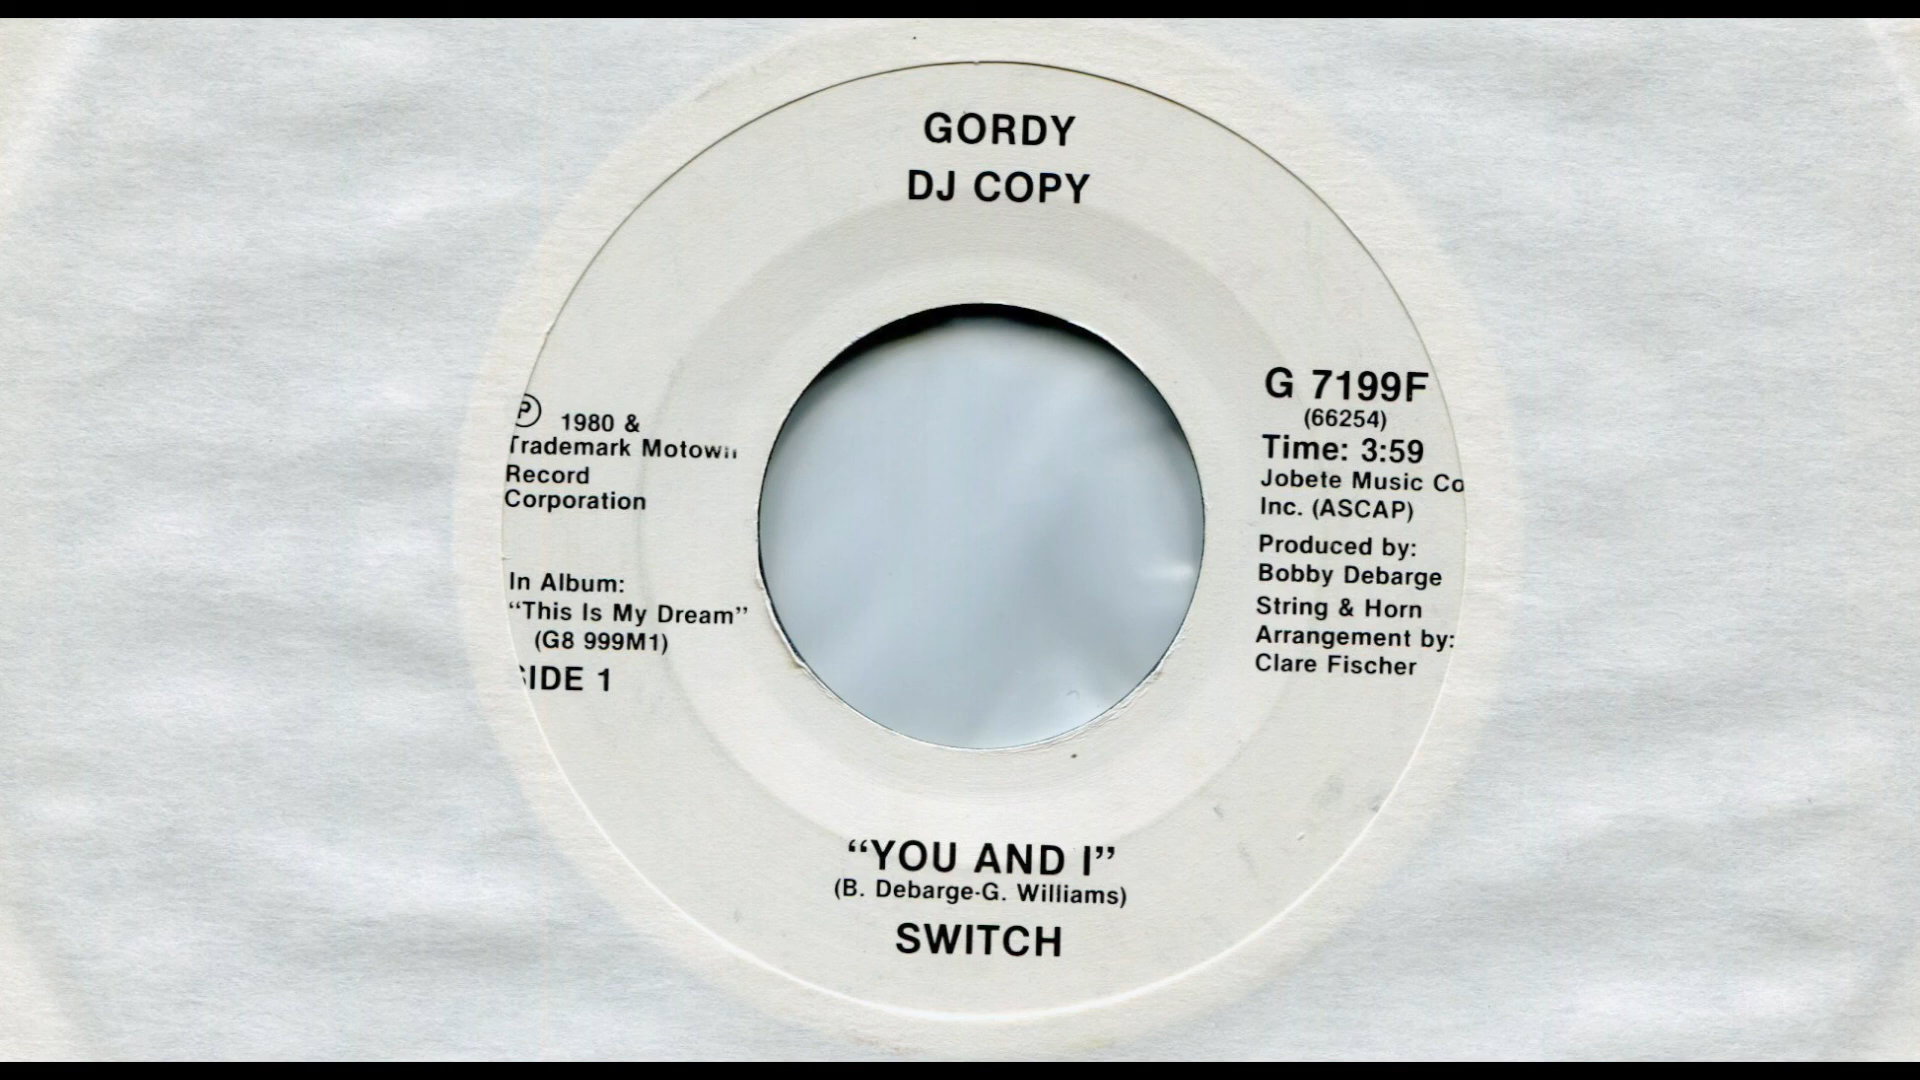 GORDY
DJ COPY
Ⓟ 1980 &
Trademark Motown
Record
Corporation
In Album:
“This Is My Dream”
(G8 999M1)
SIDE 1
G 7199F
(66254)
Time: 3:59
Jobete Music Co
Inc. (ASCAP)
Produced by:
Bobby Debarge
String & Horn
Arrangement by:
Clare Fischer
“YOU AND I”
(B. Debarge-G. Williams)
SWITCH